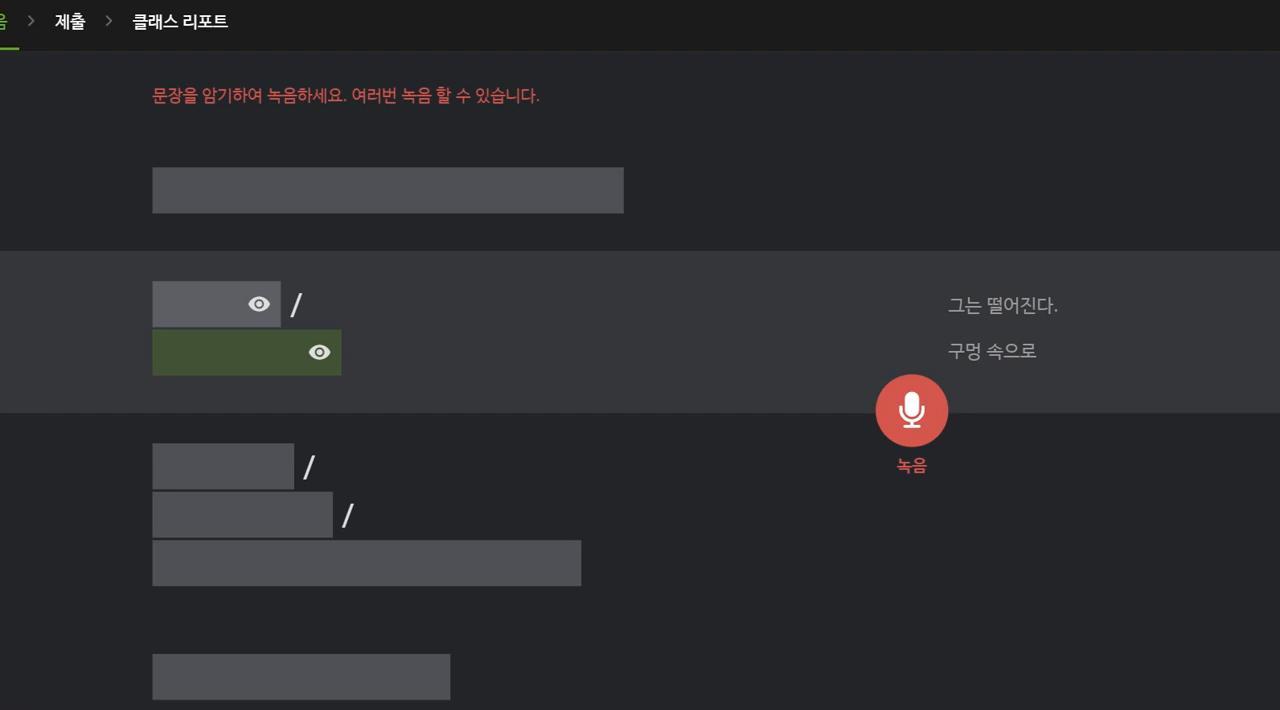 음 > 제출 > 클래스 리포트
문장을 암기하여 녹음하세요. 여러번 녹음 할 수 있습니다.
/ 그는 떨어진다.
구멍 속으로
녹음
/
/